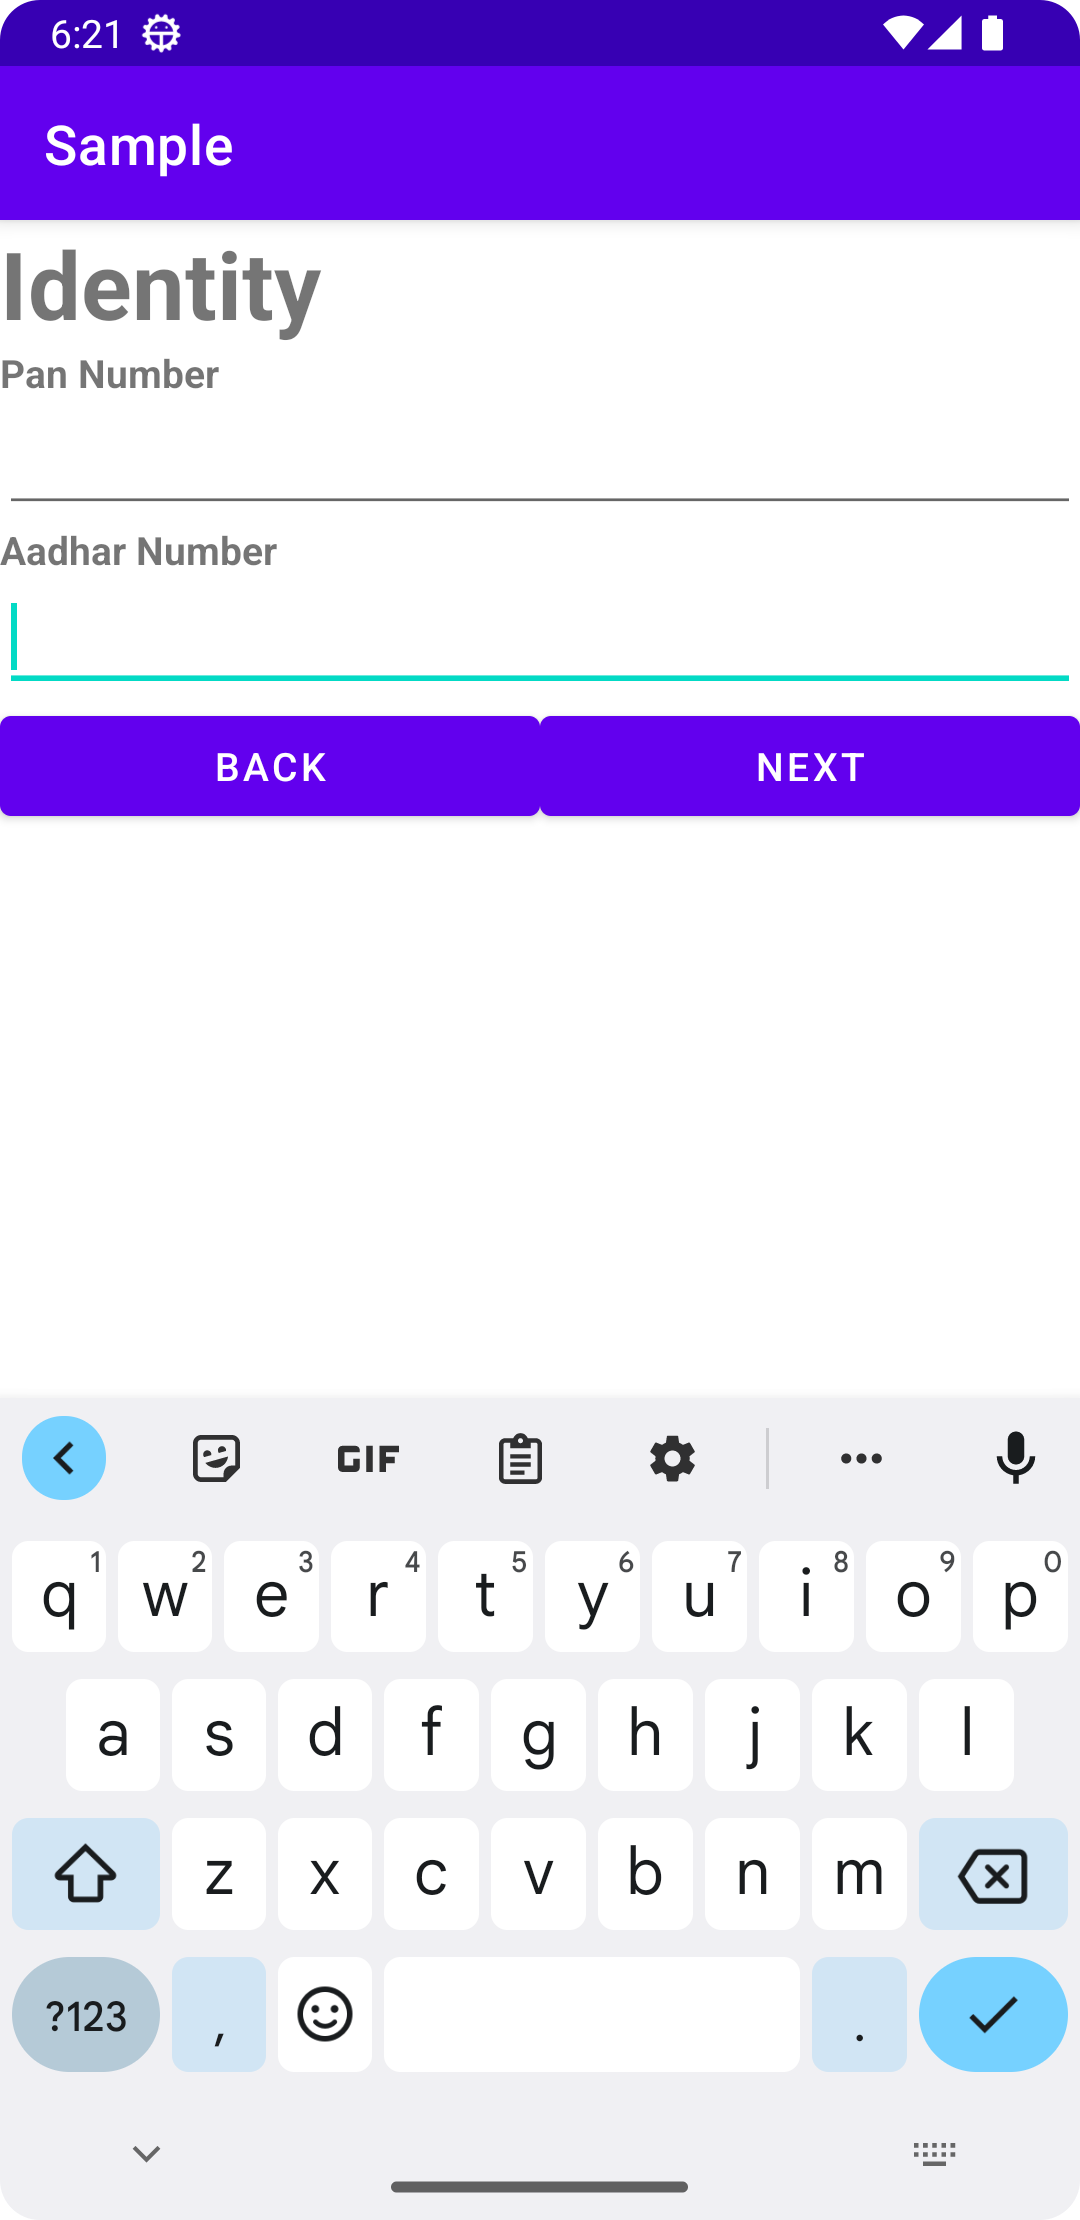 6:21
Sample
Identity
Pan Number
Aadhar Number
BACK NEXT
GIF
q 1 w 2 e 3 r 4 t 5 y 6 u 7 i 8 o 9 p 0
a s d f g h j k l
z x c v b n m
?123 , .